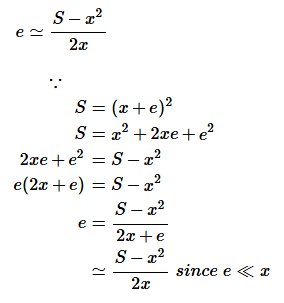 e ≃ (S − x²) / 2x
∵
S = (x + e)²
S = x² + 2xe + e²
2xe + e² = S − x²
e(2x + e) = S − x²
e = (S − x²) / (2x + e)
≃ (S − x²) / 2x since e ≪ x